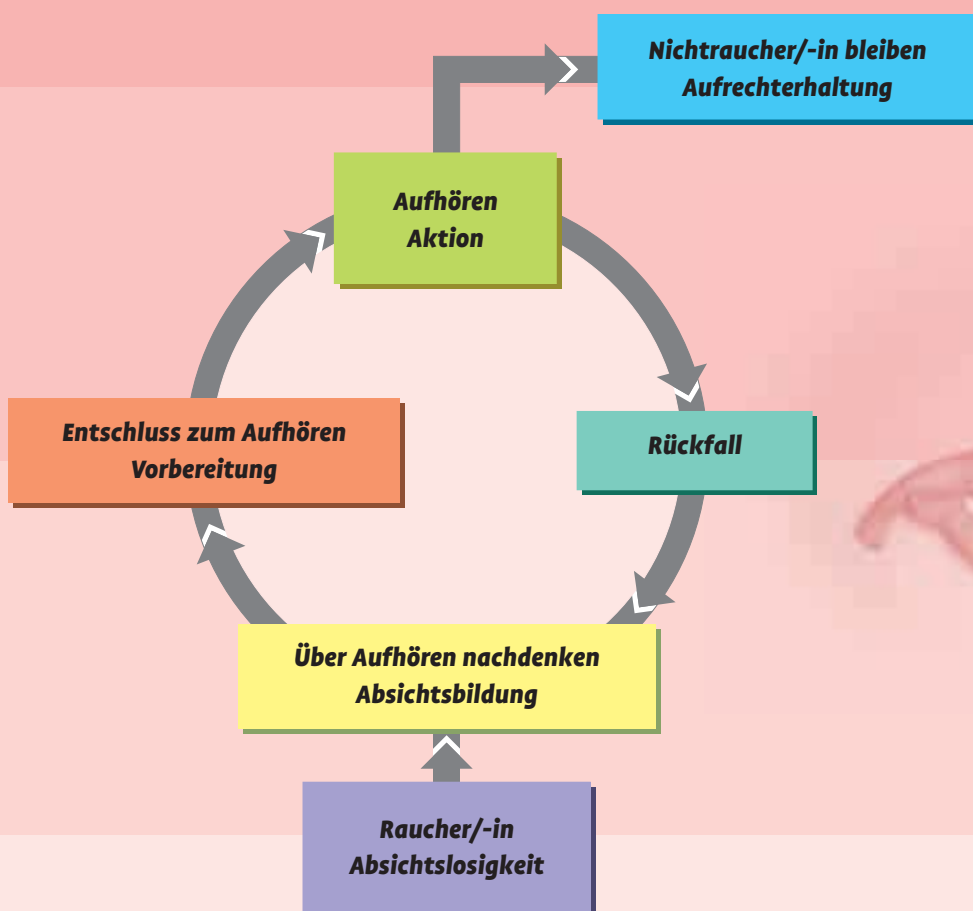 Nichtraucher/-in bleiben
Aufrechterhaltung
Aufhören
Aktion
Entschluss zum Aufhören
Vorbereitung
Rückfall
Über Aufhören nachdenken
Absichtsbildung
Raucher/-in
Absichtslosigkeit